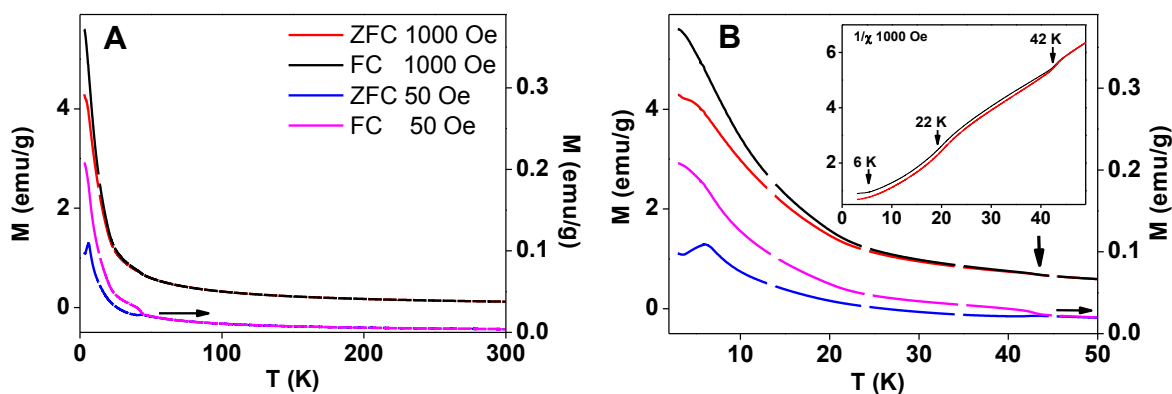 A
ZFC 1000 Oe
FC 1000 Oe
ZFC 50 Oe
FC 50 Oe
M (emu/g)
4
2
0
0.3
0.2
0.1
0.0
M (emu/g)
0 100 200 300
T (K)
B
1/χ 1000 Oe
42 K
22 K
6 K
6
4
2
0 10 20 30 40
M (emu/g)
4
2
0
0.3
0.2
0.1
0.0
M (emu/g)
10 20 30 40 50
T (K)